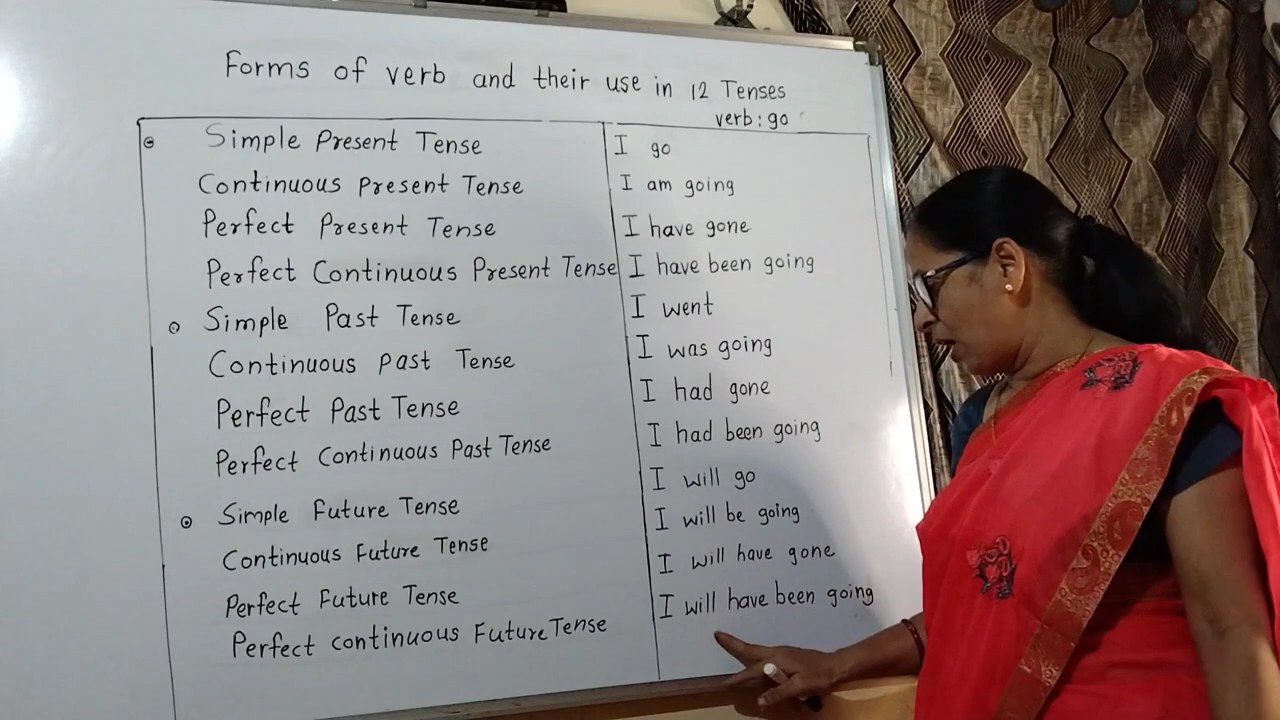 Forms of verb and their use in 12 Tenses
verb : go
Simple Present Tense I go
Continuous Present Tense I am going
Perfect Present Tense I have gone
Perfect Continuous Present Tense I have been going
Simple Past Tense I went
Continuous Past Tense I was going
Perfect Past Tense I had gone
Perfect Continuous Past Tense I had been going
Simple Future Tense I will go
Continuous Future Tense I will be going
Perfect Future Tense I will have gone
Perfect continuous Future Tense I will have been going